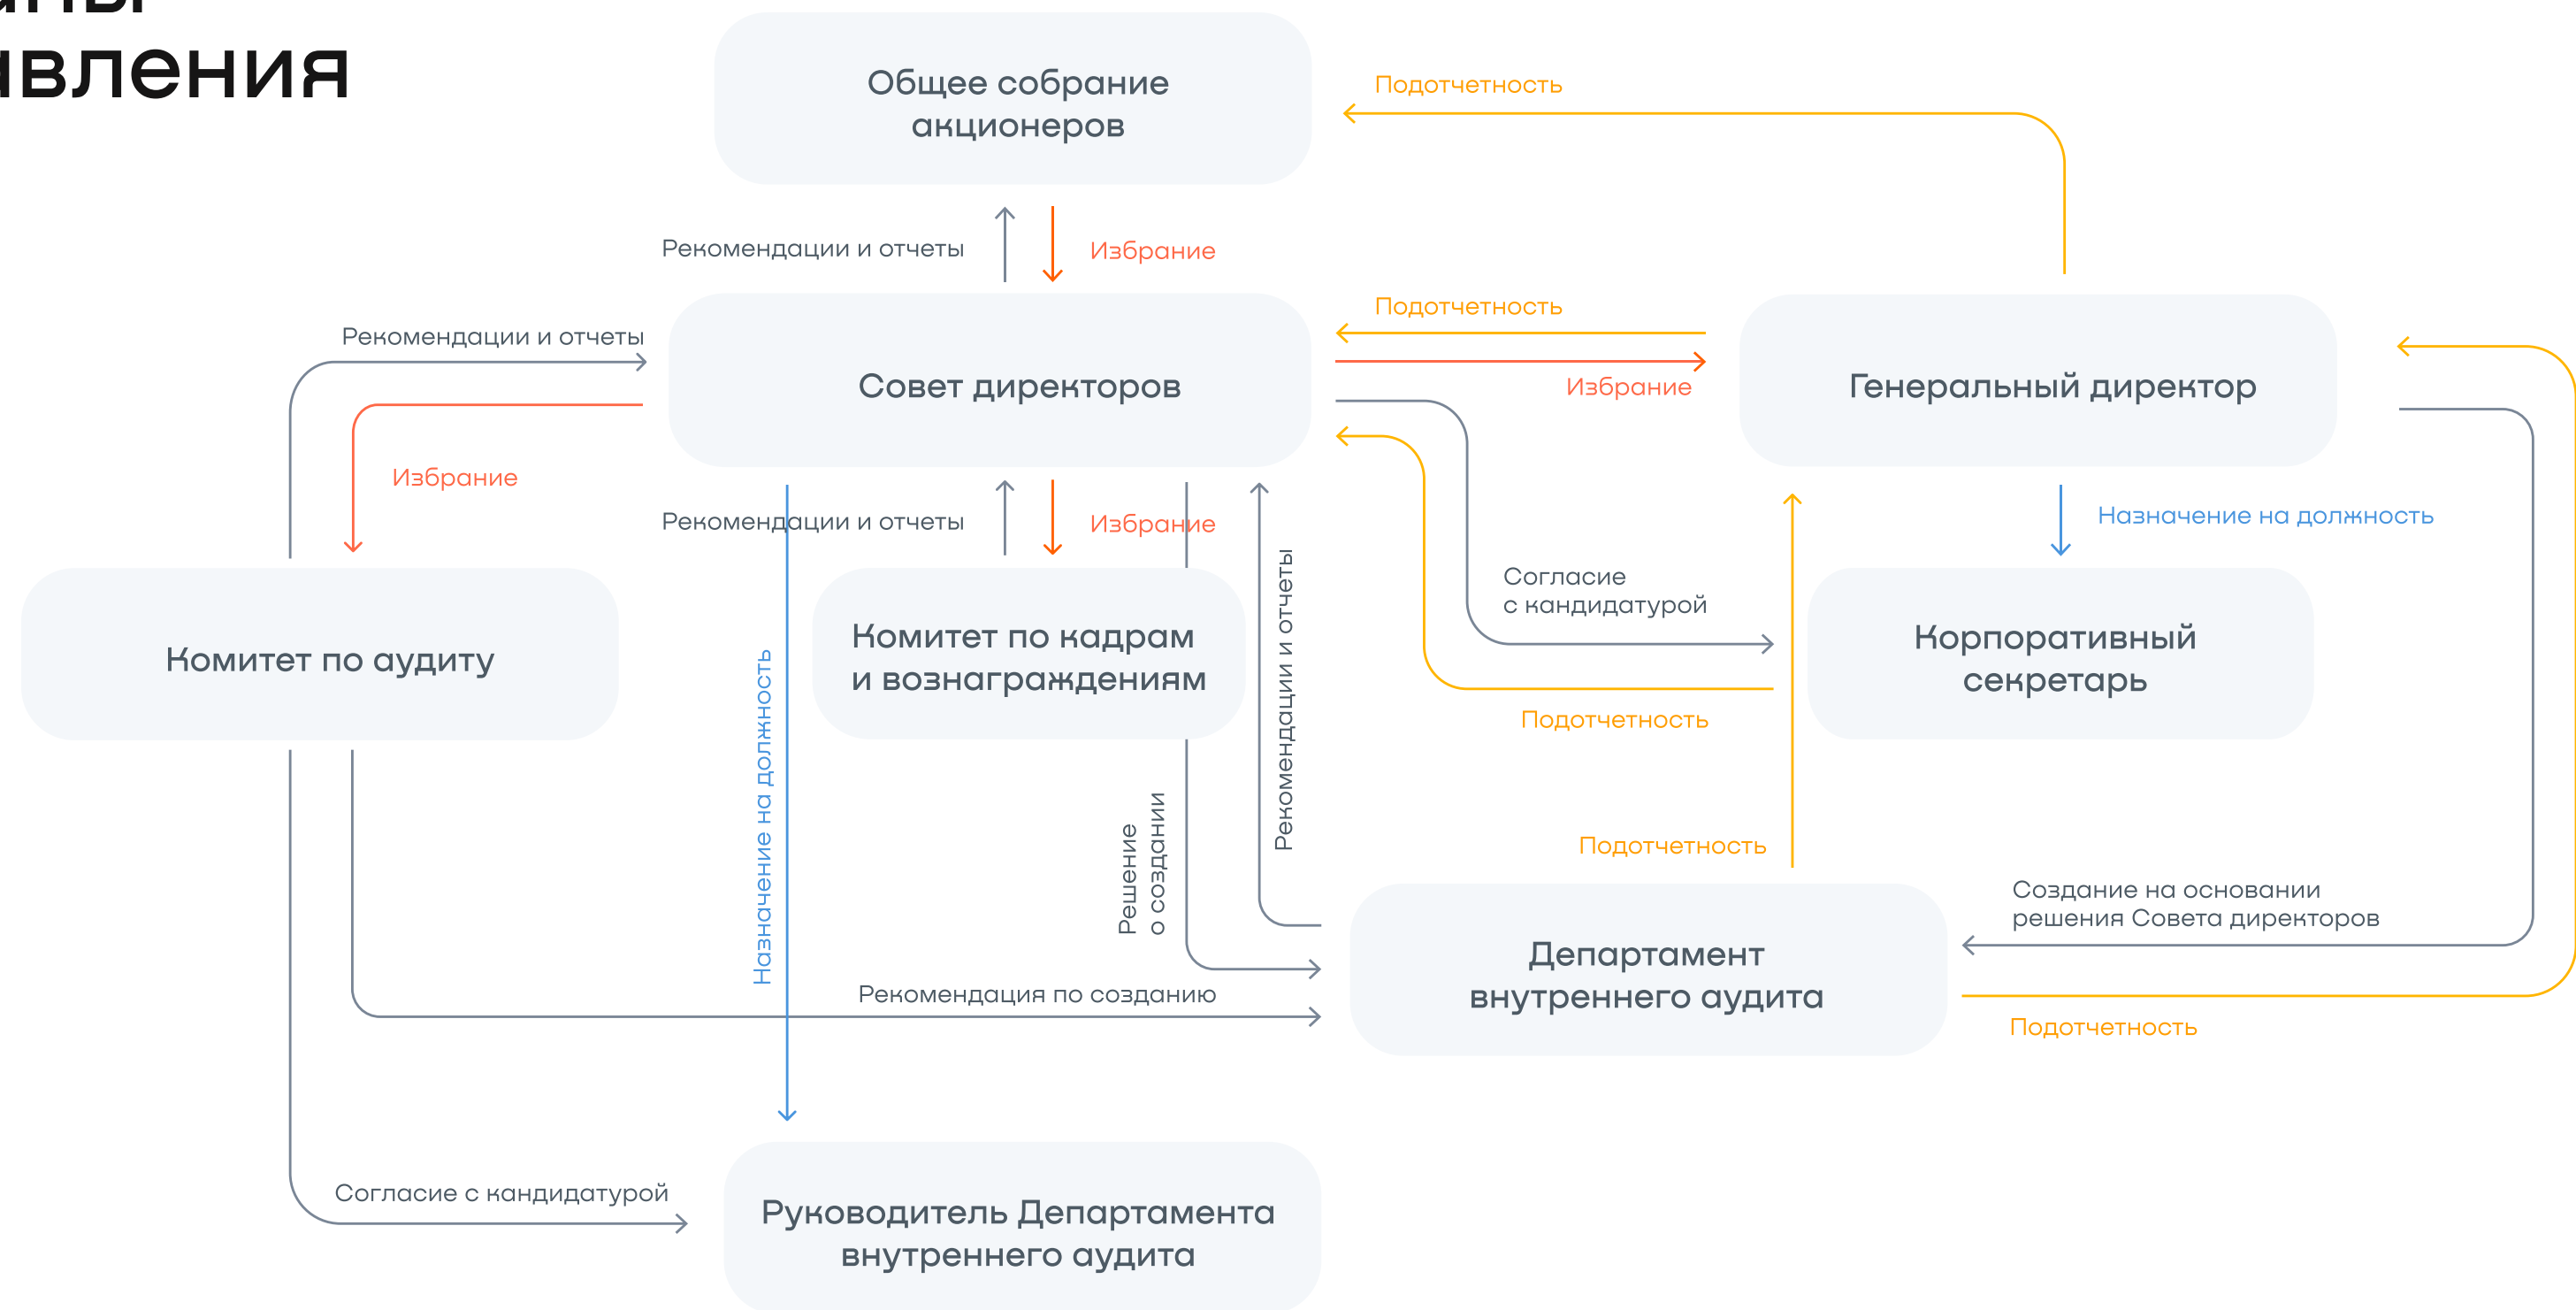 авления
Общее собрание
акционеров
Подотчетность
Рекомендации и отчеты
Избрание
Подотчетность
Рекомендации и отчеты
Совет директоров
Избрание
Генеральный директор
Избрание
Рекомендации и отчеты
Избрание
Назначение на должность
Согласие
с кандидатурой
Комитет по аудиту
Комитет по кадрам
и вознаграждениям
Рекомендации и отчеты
Корпоративный
секретарь
Назначение на должность
Подотчетность
Решение
о создании
Подотчетность
Создание на основании
решения Совета директоров
Департамент
внутреннего аудита
Рекомендация по созданию
Подотчетность
Согласие с кандидатурой
Руководитель Департамента
внутреннего аудита